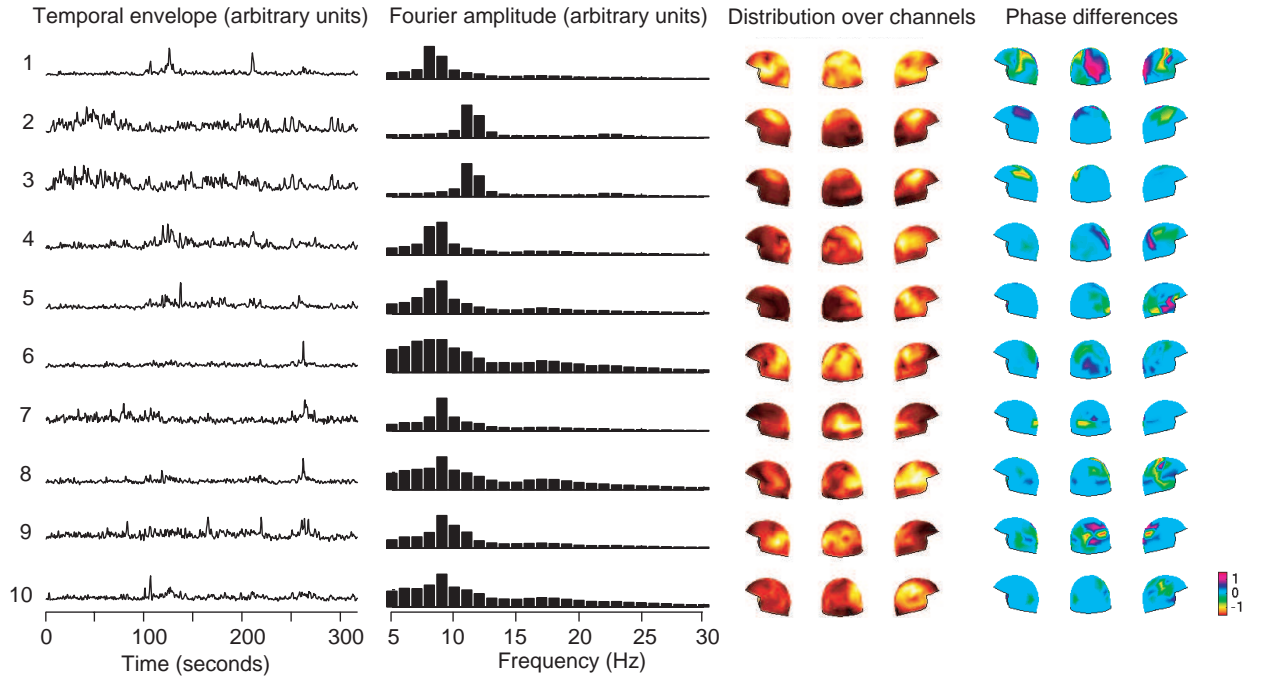 Temporal envelope (arbitrary units)
Fourier amplitude (arbitrary units)
Distribution over channels
Phase differences
1
2
3
4
5
6
7
8
9
10
0 100 200 300
Time (seconds)
5 10 15 20 25 30
Frequency (Hz)
1
0
-1